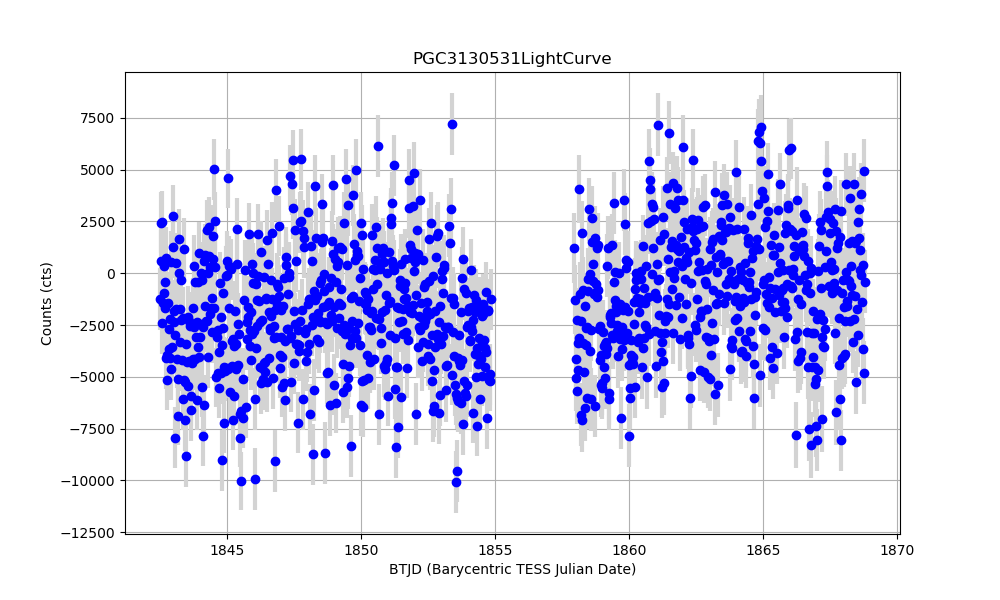 PGC3130531LightCurve
7500
5000
2500
0
−2500
−5000
−7500
−10000
−12500
Counts (cts)
1845 1850 1855 1860 1865 1870
BTJD (Barycentric TESS Julian Date)